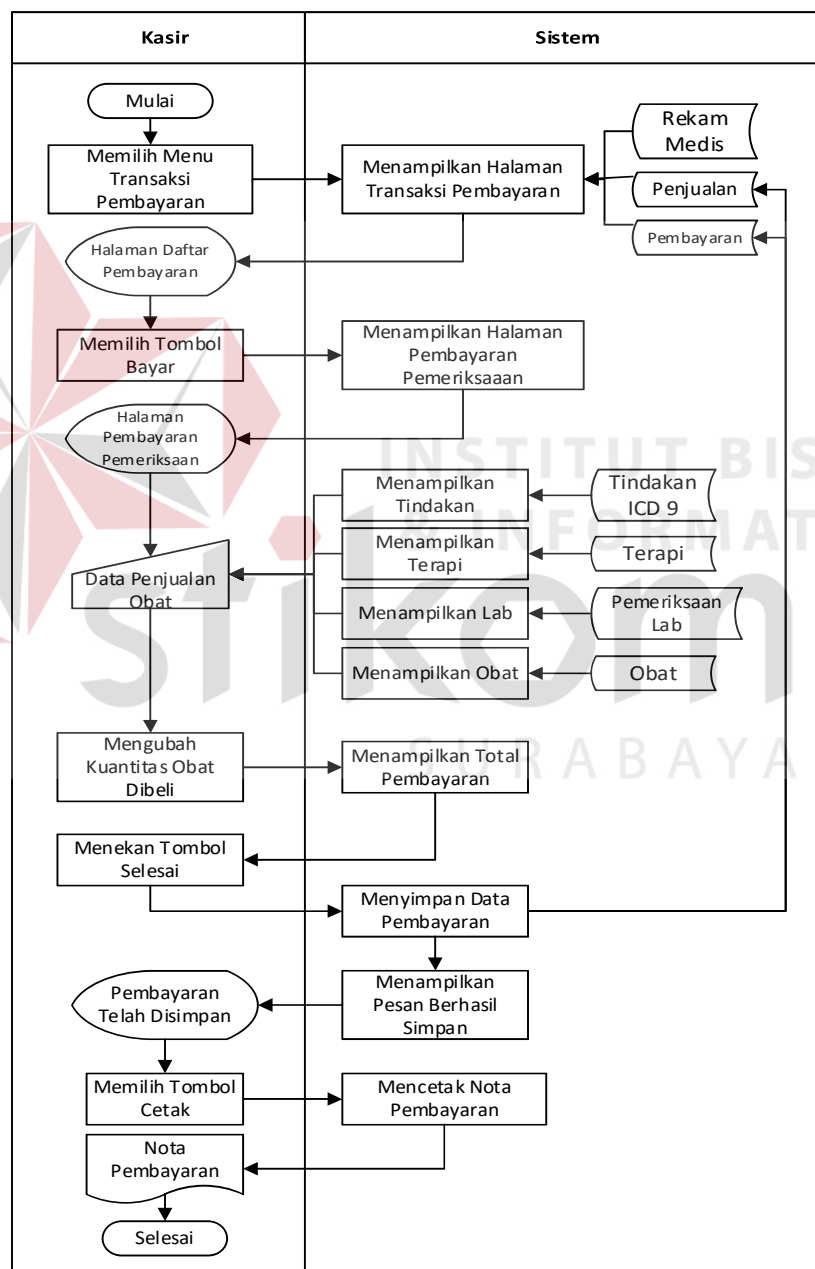 Kasir
Sistem
Mulai
Memilih Menu
Transaksi
Pembayaran
Menampilkan Halaman
Transaksi Pembayaran
Rekam
Medis
Penjualan
Pembayaran
Halaman Daftar
Pembayaran
Memilih Tombol
Bayar
Menampilkan Halaman
Pembayaran
Pemeriksaaan
Halaman
Pembayaran
Pemeriksaan
INSTITUT BIS
& INFORMAT
Menampilkan
Tindakan
Tindakan
ICD 9
Menampilkan
Terapi
Terapi
Data Penjualan
Obat
Menampilkan Lab
Pemeriksaan
Lab
Menampilkan Obat
Obat
stikom
SURABAYA
Mengubah
Kuantitas Obat
Dibeli
Menampilkan Total
Pembayaran
Menekan Tombol
Selesai
Menyimpan Data
Pembayaran
Menampilkan
Pesan Berhasil
Simpan
Pembayaran
Telah Disimpan
Memilih Tombol
Cetak
Mencetak Nota
Pembayaran
Nota
Pembayaran
Selesai